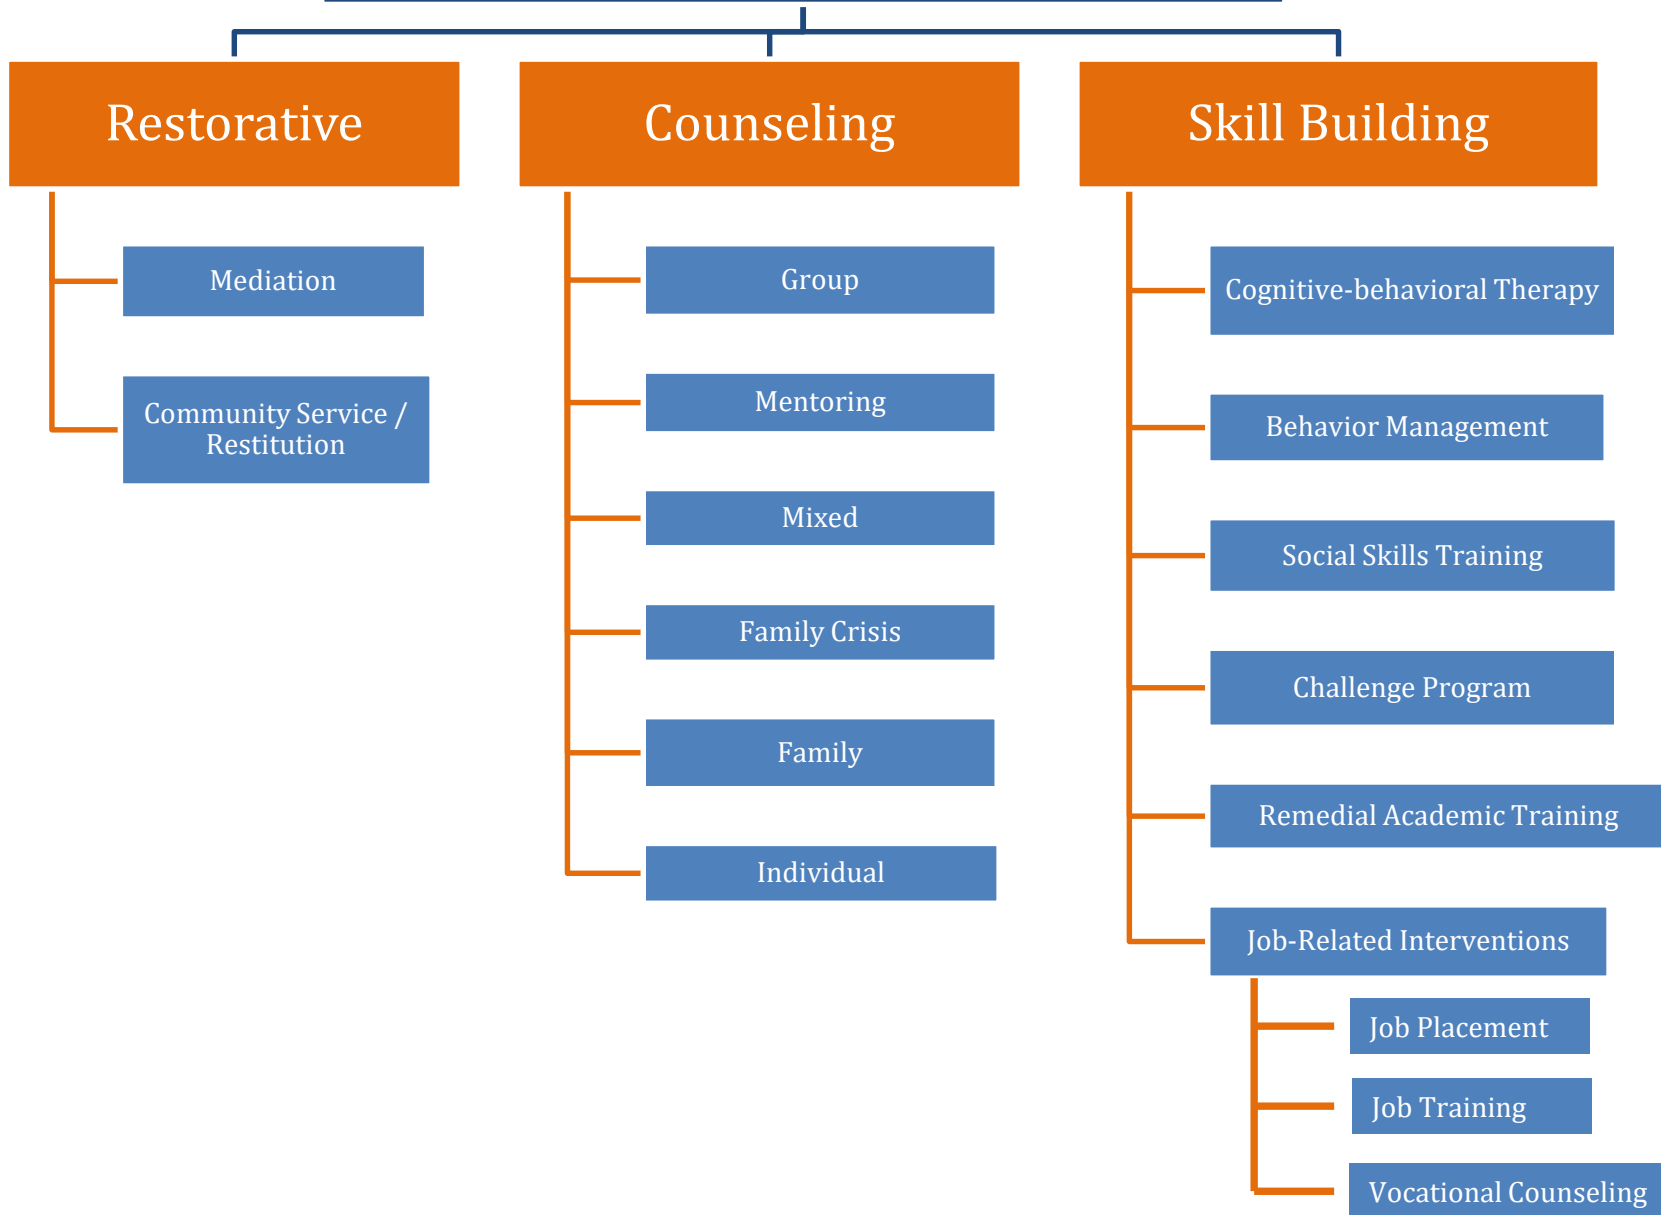 Restorative
Mediation
Community Service /
Restitution
Counseling
Group
Mentoring
Mixed
Family Crisis
Family
Individual
Skill Building
Cognitive-behavioral Therapy
Behavior Management
Social Skills Training
Challenge Program
Remedial Academic Training
Job-Related Interventions
Job Placement
Job Training
Vocational Counseling